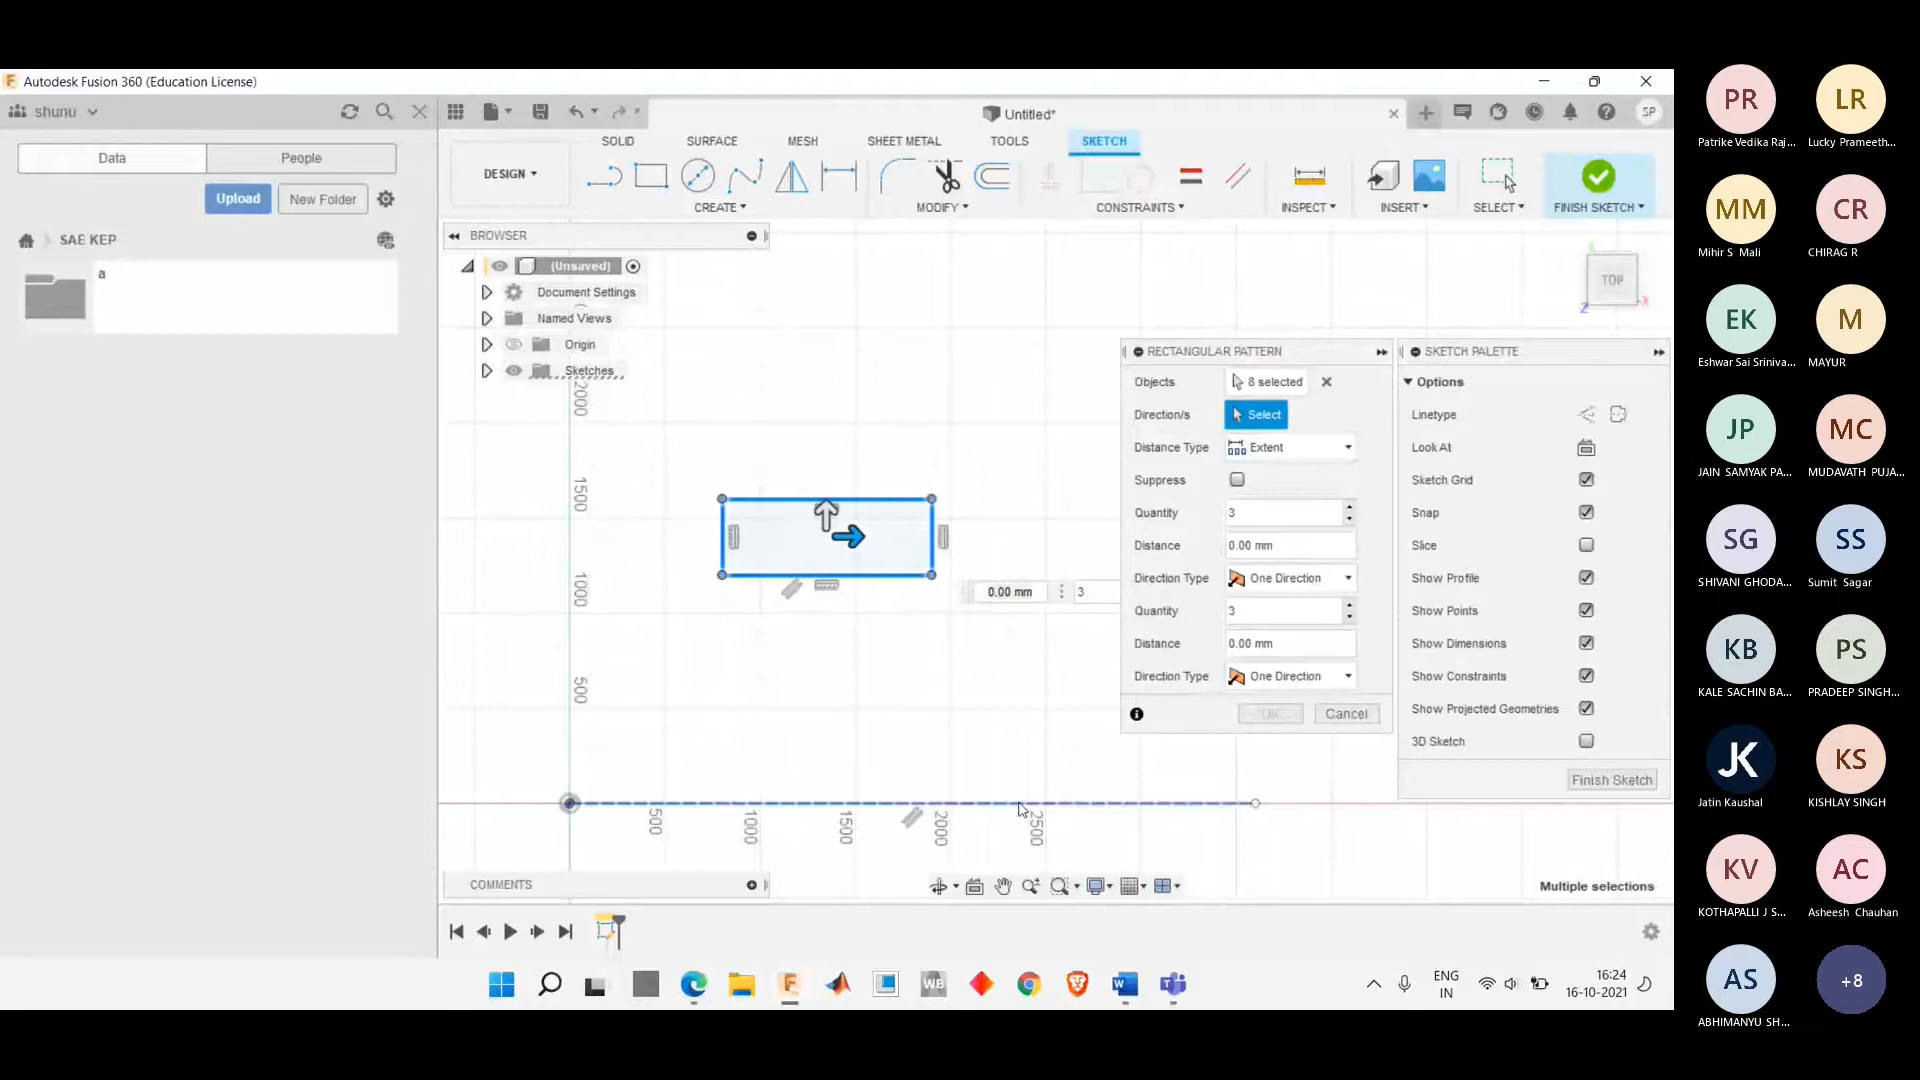 Autodesk Fusion 360 (Education License)
shunu
Untitled*
SP
Data
People
Upload
New Folder
SAE KEP
a
SOLID
SURFACE
MESH
SHEET METAL
TOOLS
SKETCH
DESIGN
CREATE
MODIFY
CONSTRAINTS
INSPECT
INSERT
SELECT
FINISH SKETCH
BROWSER
(Unsaved)
Document Settings
Named Views
Origin
Sketches
TOP
X
Z
2000
1500
1000
500
500
1000
1500
2000
2500
0.00 mm
3
RECTANGULAR PATTERN
Objects
8 selected
Direction/s
Select
Distance Type
Extent
Suppress
Quantity
3
Distance
0.00 mm
Direction Type
One Direction
Quantity
3
Distance
0.00 mm
Direction Type
One Direction
Cancel
SKETCH PALETTE
Options
Linetype
Look At
Sketch Grid
Snap
Slice
Show Profile
Show Points
Show Dimensions
Show Constraints
Show Projected Geometries
3D Sketch
Finish Sketch
COMMENTS
Multiple selections
WB
W
ENG
IN
16:24
16-10-2021
PR
Patrike Vedika Raj...
LR
Lucky Prameeth...
MM
Mihir S Mali
CR
CHIRAG R
EK
Eshwar Sai Sriniva...
M
MAYUR
JP
JAIN SAMYAK PA...
MC
MUDAVATH PUJA...
SG
SHIVANI GHODA...
SS
Sumit Sagar
KB
KALE SACHIN BA...
PS
PRADEEP SINGH...
JK
Jatin Kaushal
KS
KISHLAY SINGH
KV
KOTHAPALLI J S...
AC
Asheesh Chauhan
AS
ABHIMANYU SH...
+8